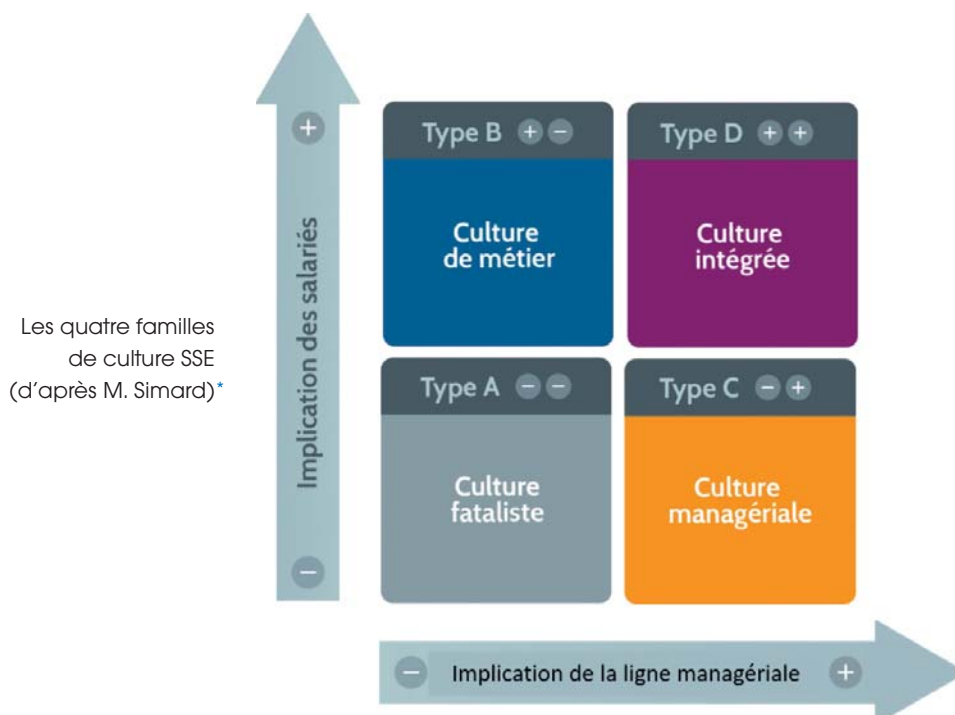 Les quatre familles
de culture SSE
(d'après M. Simard)*
+
Implication des salariés
−
Type B + −
Culture
de métier
Type D + +
Culture
intégrée
Type A − −
Culture
fataliste
Type C − +
Culture
managériale
− Implication de la ligne managériale +